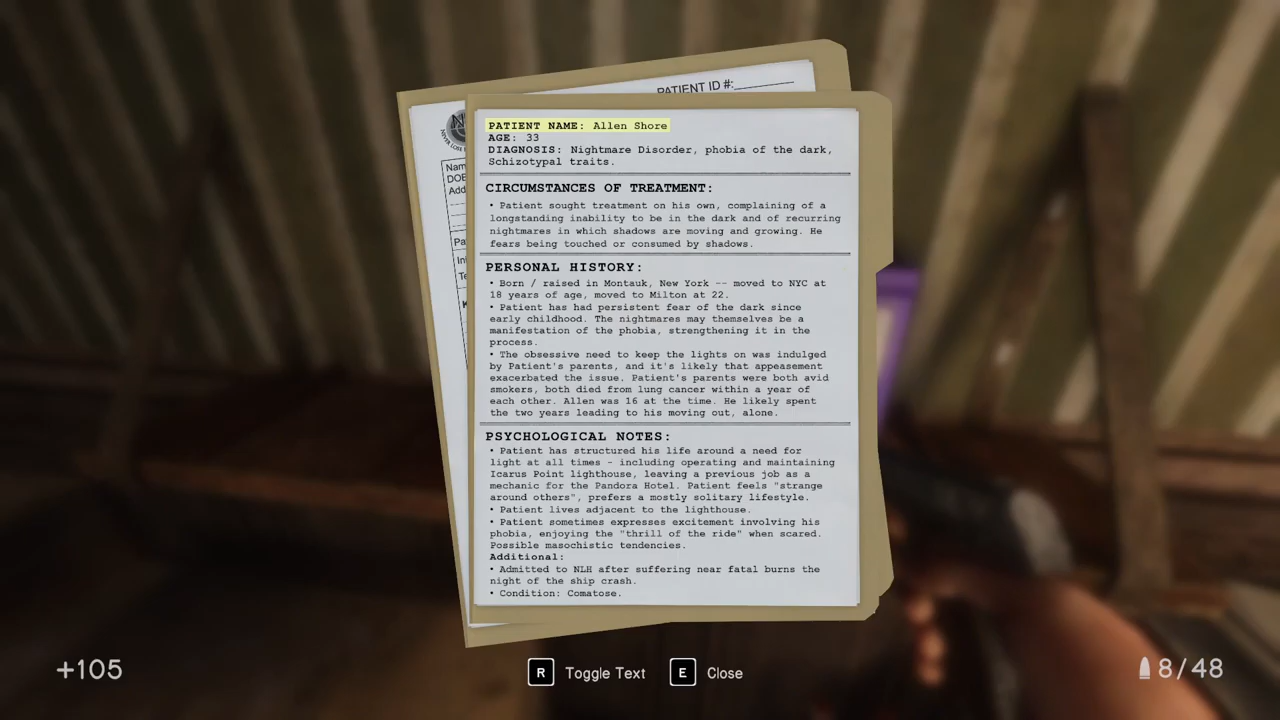 PATIENT ID #:
PATIENT NAME: Allen Shore
AGE: 33
DIAGNOSIS: Nightmare Disorder, phobia of the dark,
Schizotypal traits.
CIRCUMSTANCES OF TREATMENT:
• Patient sought treatment on his own, complaining of a
longstanding inability to be in the dark and of recurring
nightmares in which shadows are moving and growing. He
fears being touched or consumed by shadows.
PERSONAL HISTORY:
• Born / raised in Montauk, New York -- moved to NYC at
18 years of age, moved to Milton at 22.
• Patient has had persistent fear of the dark since
early childhood. The nightmares may themselves be a
manifestation of the phobia, strengthening it in the
process.
• The obsessive need to keep the lights on was indulged
by Patient's parents, and it's likely that appeasement
exacerbated the issue. Patient's parents were both avid
smokers, both died from lung cancer within a year of
each other. Allen was 16 at the time. He likely spent
the two years leading to his moving out, alone.
PSYCHOLOGICAL NOTES:
• Patient has structured his life around a need for
light at all times - including operating and maintaining
Icarus Point lighthouse, leaving a previous job as a
mechanic for the Pandora Hotel. Patient feels "strange
around others", prefers a mostly solitary lifestyle.
• Patient lives adjacent to the lighthouse.
• Patient sometimes expresses excitement involving his
phobia, enjoying the "thrill of the ride" when scared.
Possible masochistic tendencies.
Additional:
• Admitted to NLH after suffering near fatal burns the
night of the ship crash.
• Condition: Comatose.
+105
R Toggle Text E Close
8/48